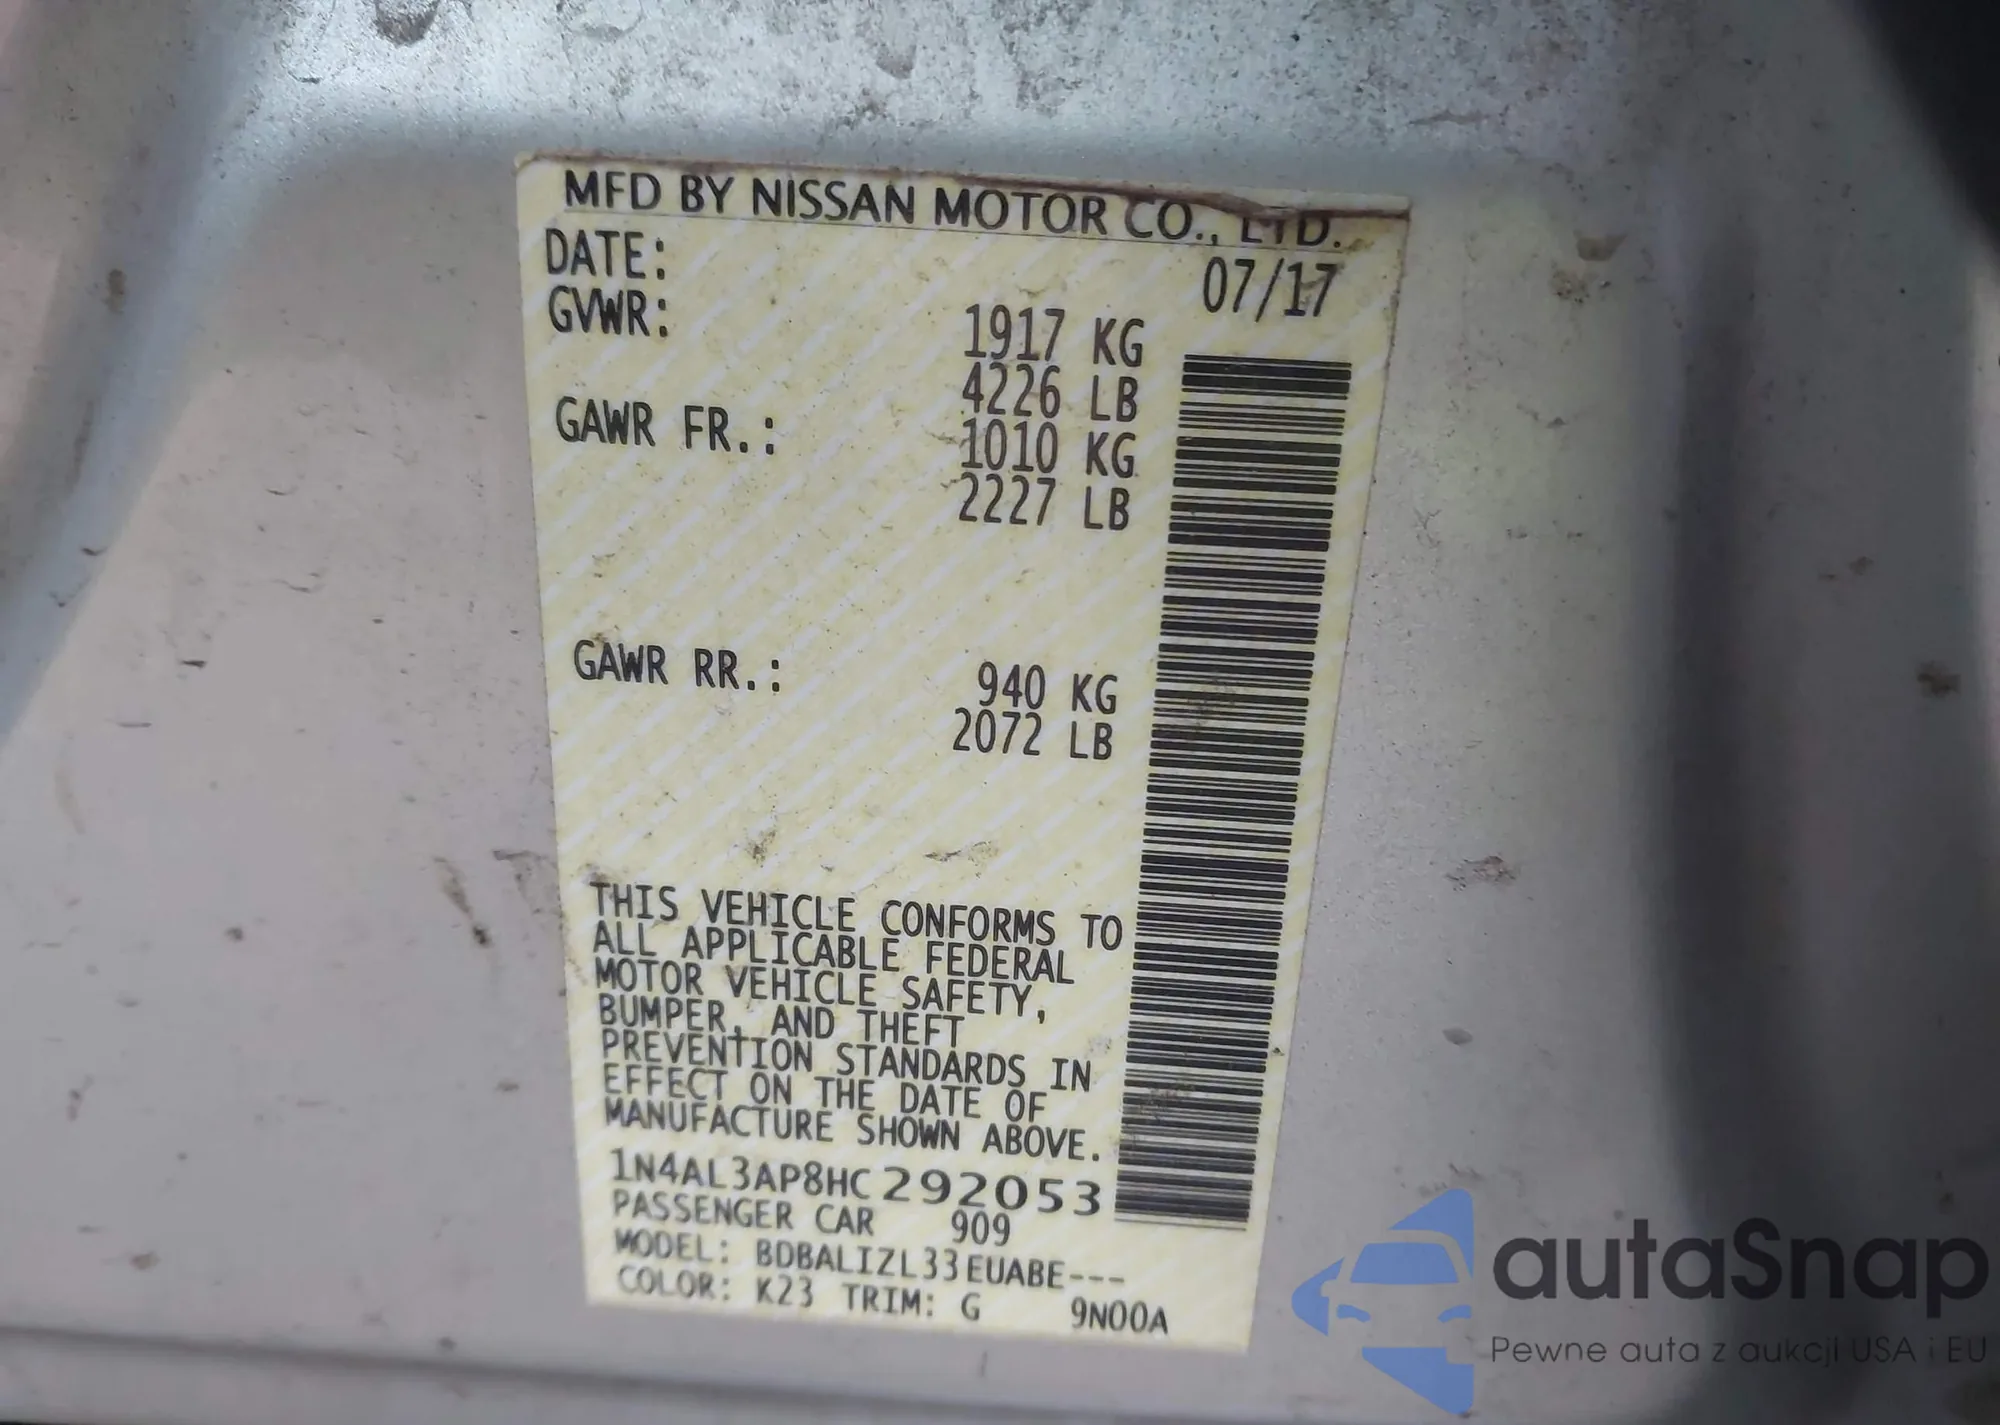 MFD BY NISSAN MOTOR CO., LTD.
DATE: 07/17
GVWR: 1917 KG
4226 LB
GAWR FR.: 1010 KG
2227 LB
GAWR RR.: 940 KG
2072 LB
THIS VEHICLE CONFORMS TO
ALL APPLICABLE FEDERAL
MOTOR VEHICLE SAFETY,
BUMPER, AND THEFT
PREVENTION STANDARDS IN
EFFECT ON THE DATE OF
MANUFACTURE SHOWN ABOVE.
1N4AL3AP8HC292053
PASSENGER CAR 909
MODEL: BDBALIZL33EUABE---
COLOR: K23 TRIM: G 9N00A
autaSnap
Pewne auta z aukcji USA i EU